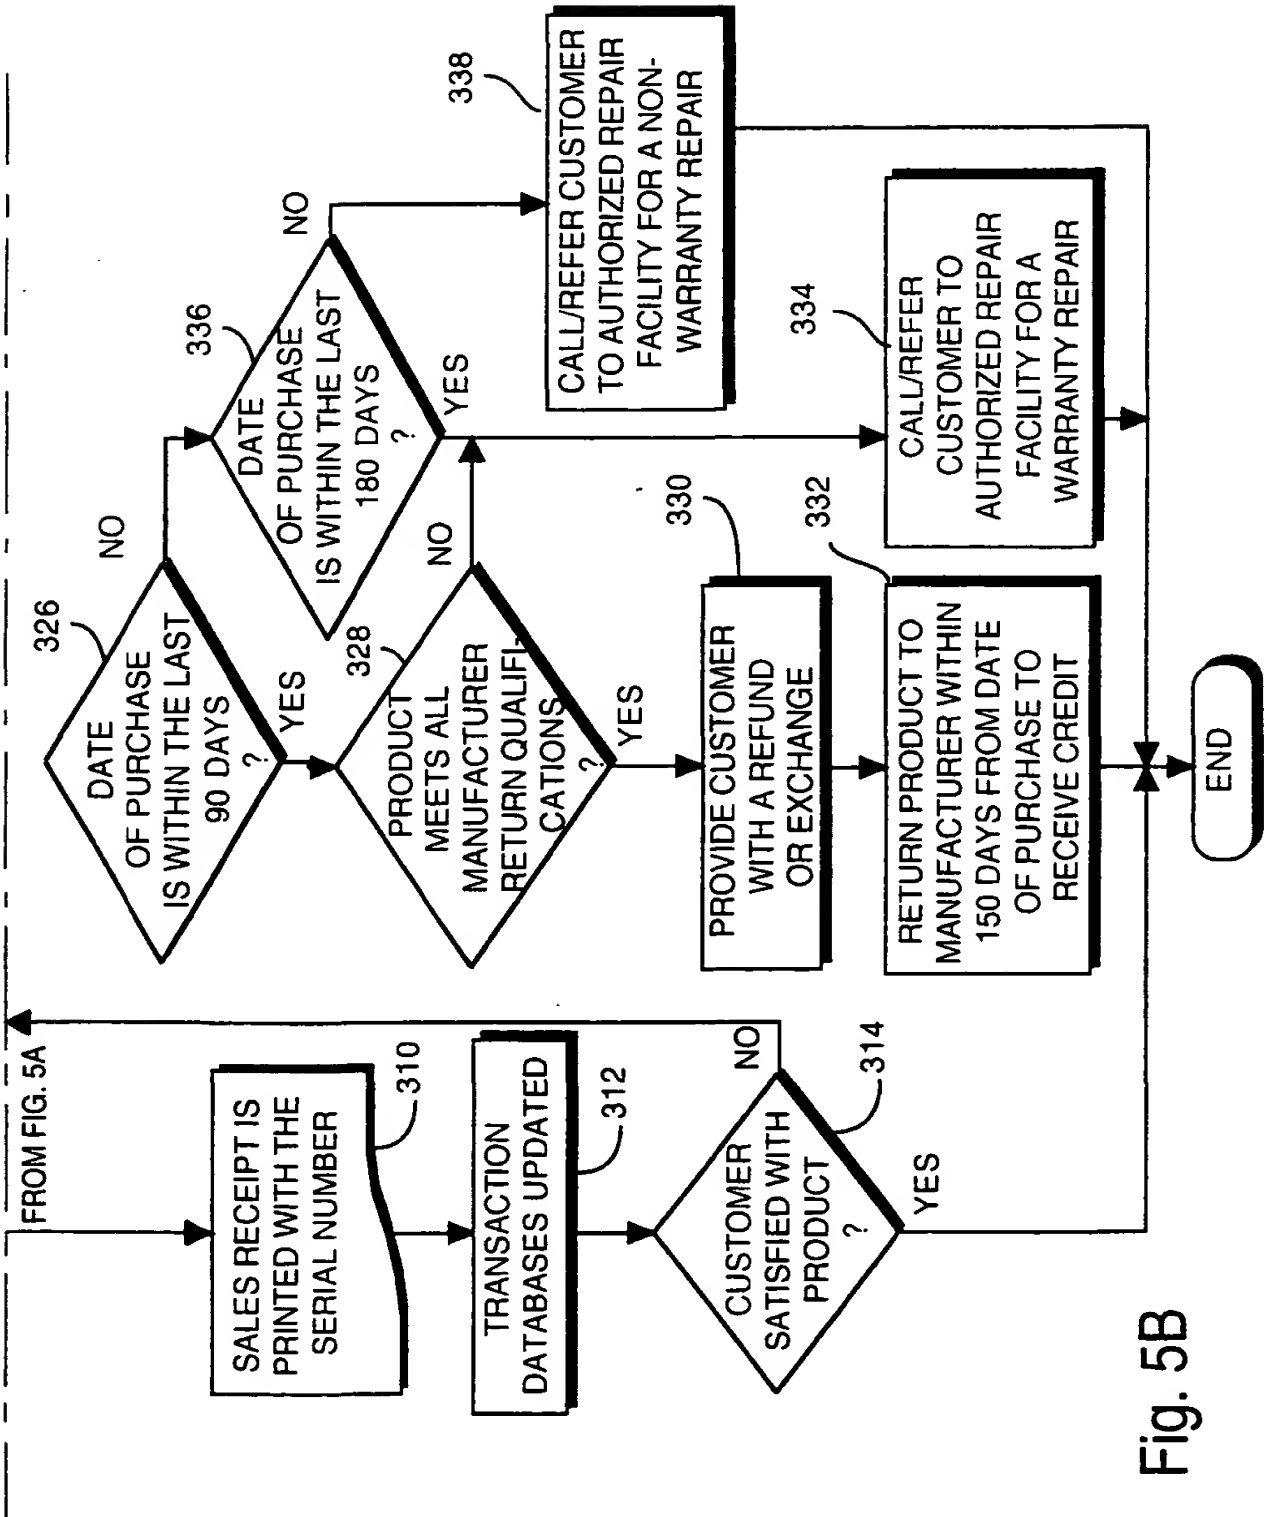 FROM FIG. 5A
SALES RECEIPT IS
PRINTED WITH THE
SERIAL NUMBER
310
TRANSACTION
DATABASES UPDATED
312
CUSTOMER
SATISFIED WITH
PRODUCT
?
314
NO
YES
326
DATE
OF PURCHASE
IS WITHIN THE LAST
90 DAYS
?
NO
YES
328
PRODUCT
MEETS ALL
MANUFACTURER
RETURN QUALIFI-
CATIONS
?
NO
YES
330
PROVIDE CUSTOMER
WITH A REFUND
OR EXCHANGE
332
RETURN PRODUCT TO
MANUFACTURER WITHIN
150 DAYS FROM DATE
OF PURCHASE TO
RECEIVE CREDIT
336
DATE
OF PURCHASE
IS WITHIN THE LAST
180 DAYS
?
NO
YES
338
CALL/REFER CUSTOMER
TO AUTHORIZED REPAIR
FACILITY FOR A NON-
WARRANTY REPAIR
334
CALL/REFER
CUSTOMER TO
AUTHORIZED REPAIR
FACILITY FOR A
WARRANTY REPAIR
END
Fig. 5B